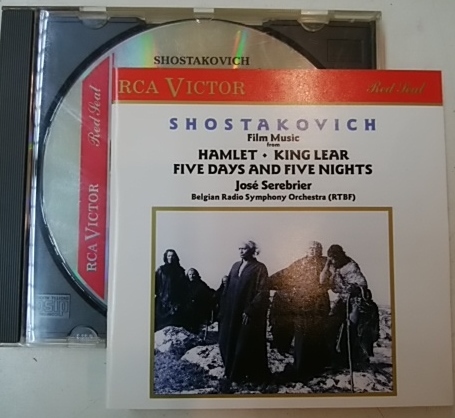 SHOSTAKOVICH
RCA VICTOR
Red Seal
RCA VICTOR Red Seal
SHOSTAKOVICH
Film Music
from
HAMLET • KING LEAR
FIVE DAYS AND FIVE NIGHTS
José Serebrier
Belgian Radio Symphony Orchestra (RTBF)